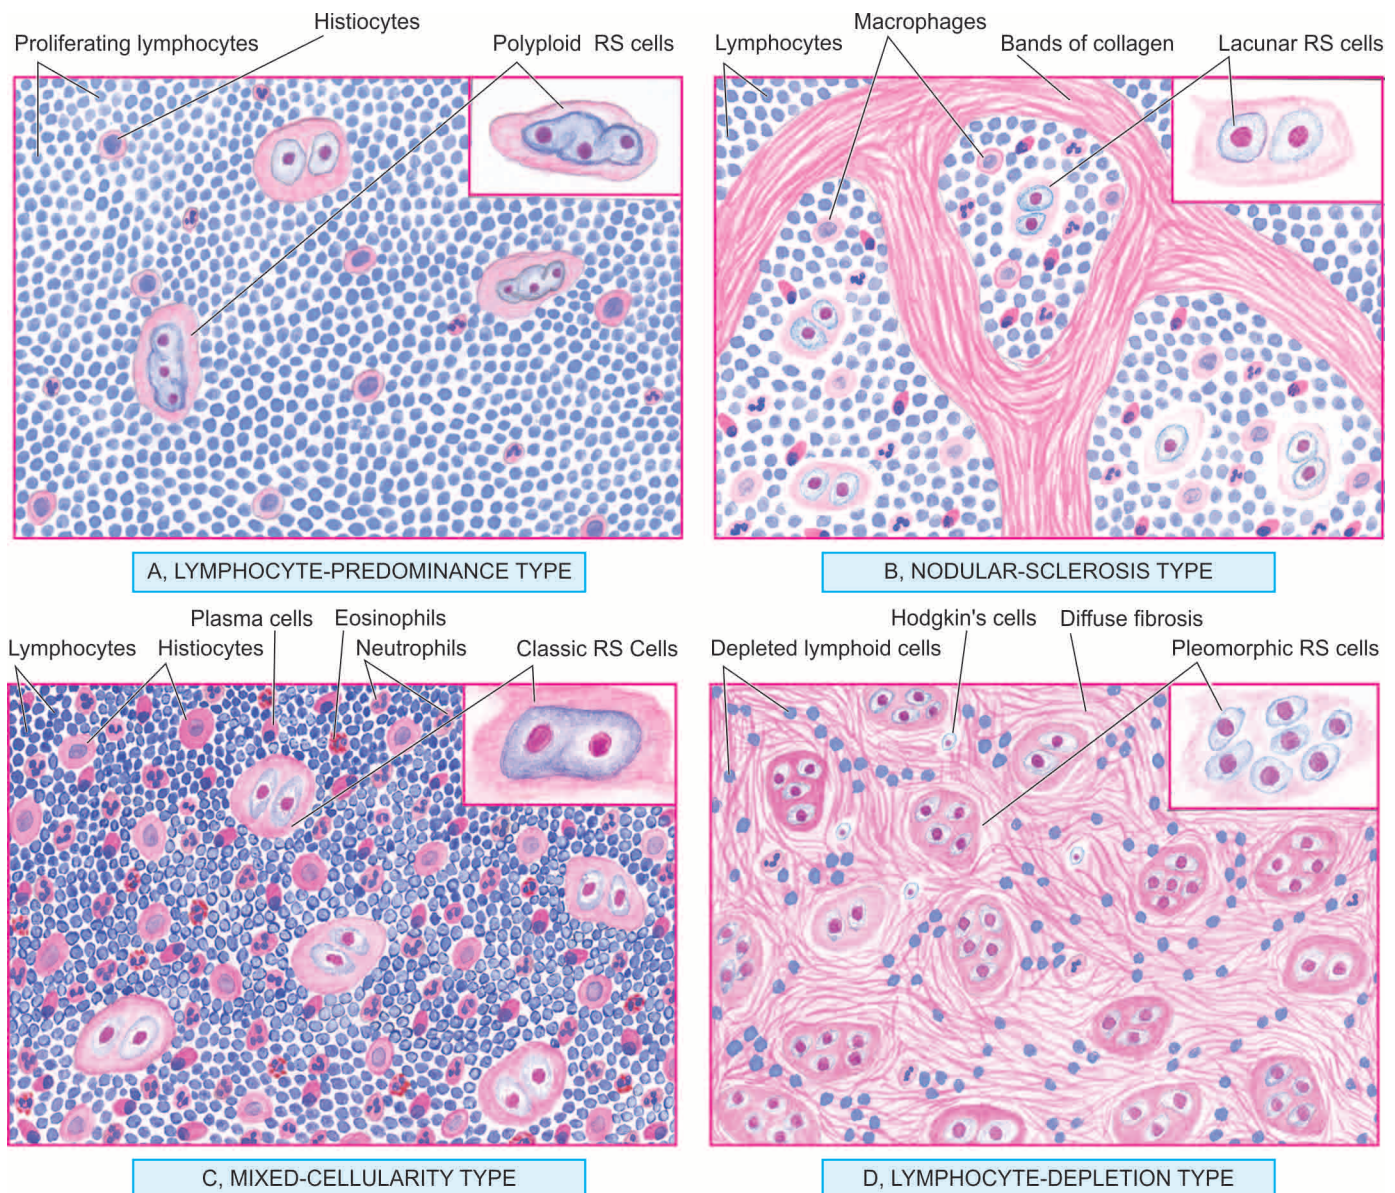 Histiocytes
Proliferating lymphocytes
Polyploid RS cells
Macrophages
Lymphocytes
Bands of collagen
Lacunar RS cells
A, LYMPHOCYTE-PREDOMINANCE TYPE
B, NODULAR-SCLEROSIS TYPE
Plasma cells
Eosinophils
Lymphocytes
Histiocytes
Neutrophils
Classic RS Cells
Hodgkin's cells
Diffuse fibrosis
Depleted lymphoid cells
Pleomorphic RS cells
C, MIXED-CELLULARITY TYPE
D, LYMPHOCYTE-DEPLETION TYPE